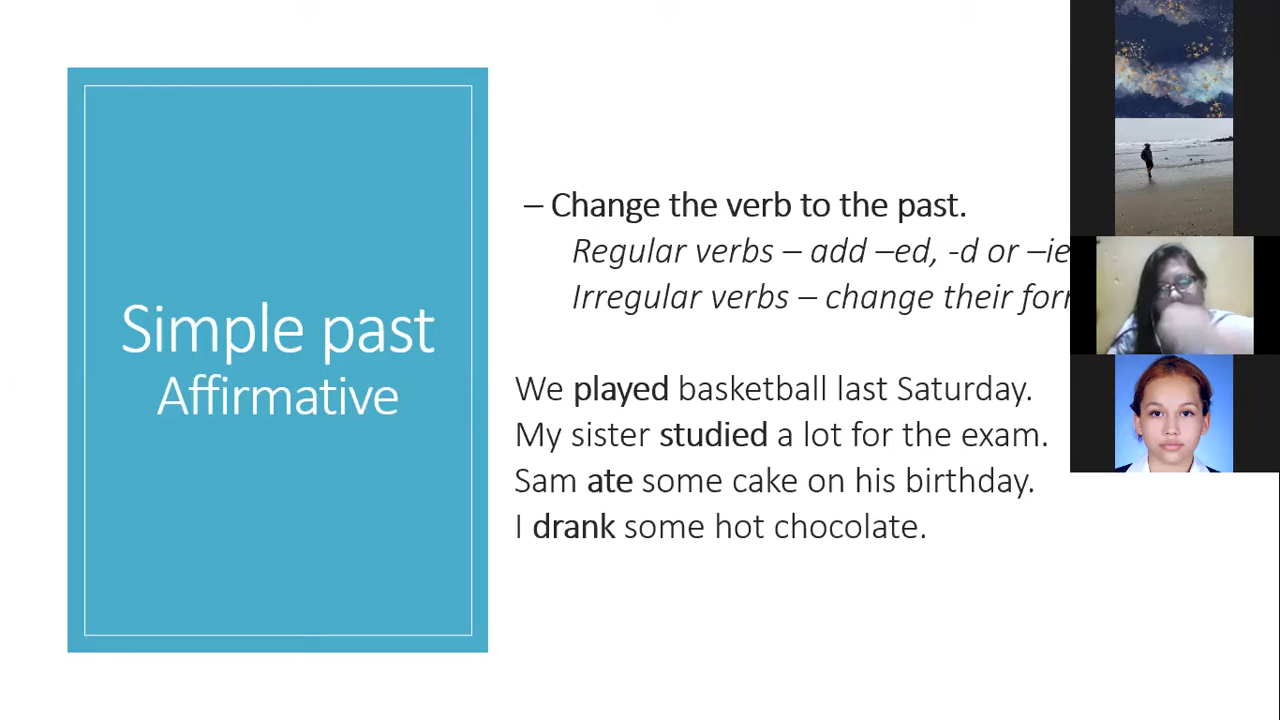 Simple past
Affirmative
– Change the verb to the past.
Regular verbs – add –ed, -d or –ie
Irregular verbs – change their
We played basketball last Saturday.
My sister studied a lot for the exam.
Sam ate some cake on his birthday.
I drank some hot chocolate.